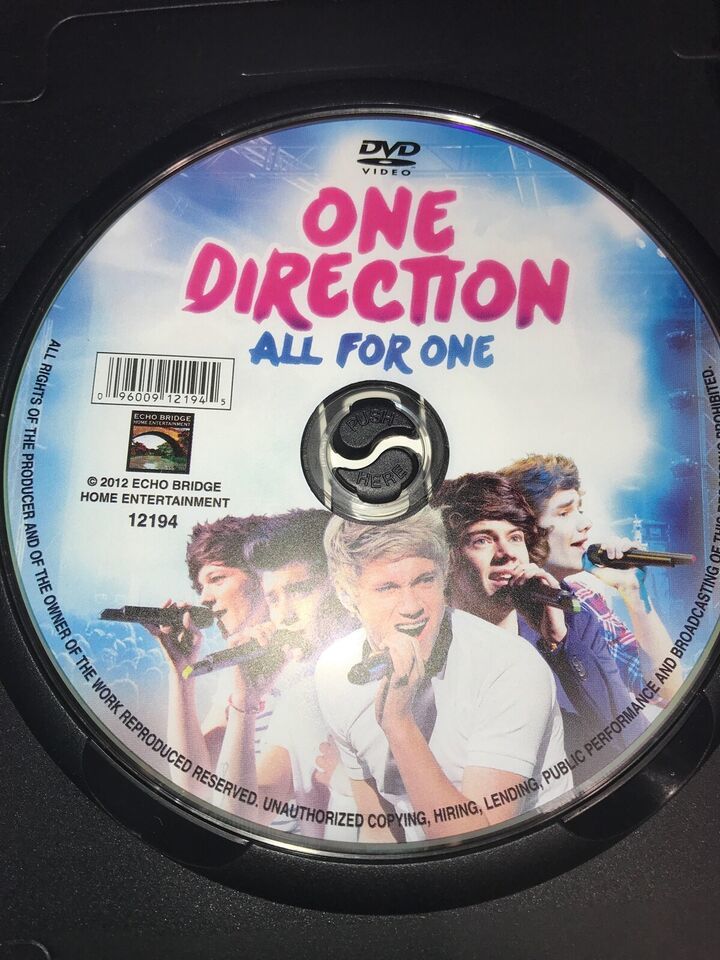 DVD
VIDEO
ONE
DIRECTION
ALL FOR ONE
0 96009 12194 5
ECHO BRIDGE
HOME ENTERTAINMENT
© 2012 ECHO BRIDGE
HOME ENTERTAINMENT
12194
PUSH
HERE
ALL RIGHTS OF THE PRODUCER AND OF THE OWNER OF THE WORK REPRODUCED RESERVED. UNAUTHORIZED COPYING, HIRING, LENDING, PUBLIC PERFORMANCE AND BROADCASTING OF PROHIBITED.